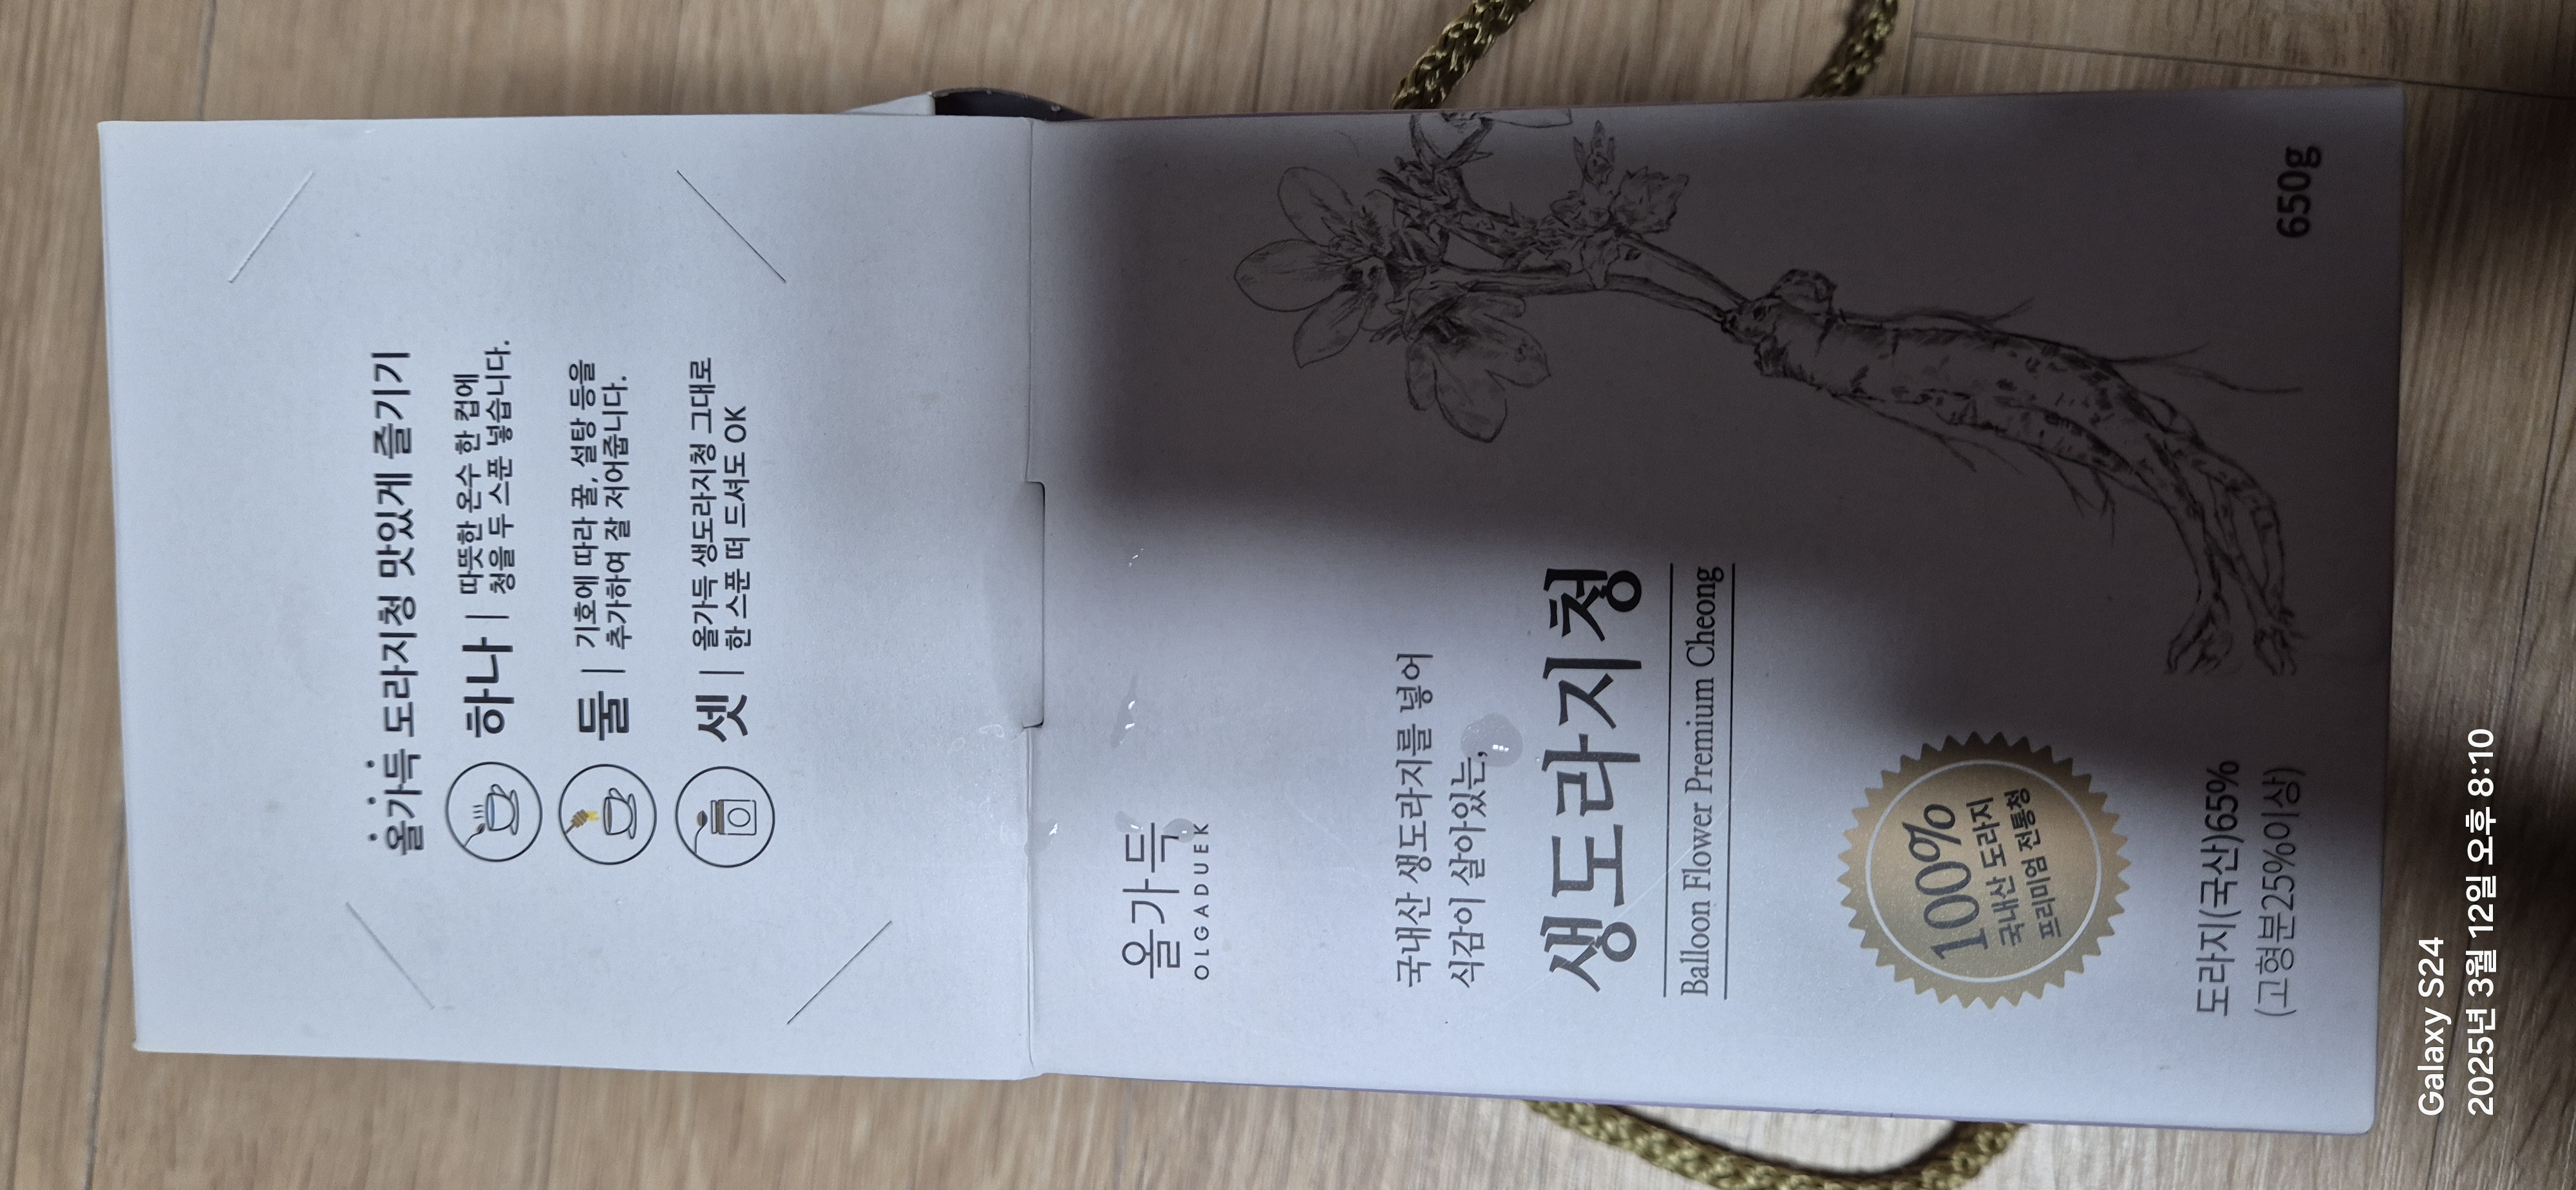 올가득 도라지청 맛있게 즐기기
하나 | 따뜻한 온수 한 컵에
청을 두 스푼 넣습니다.
둘 | 기호에 따라 꿀, 설탕 등을
추가하여 잘 저어줍니다.
셋 | 올가득 생도라지청 그대로
한 스푼 떠 드셔도 OK
올가득
OLGADUEK
국내산 생도라지를 넣어
식감이 살아있는,
생도라지청
Balloon Flower Premium Cheong
100%
국내산 도라지
프리미엄 전통청
도라지(국산)65%
(고형분25%이상)
650g
Galaxy S24
2025년 3월 12일 오후 8:10